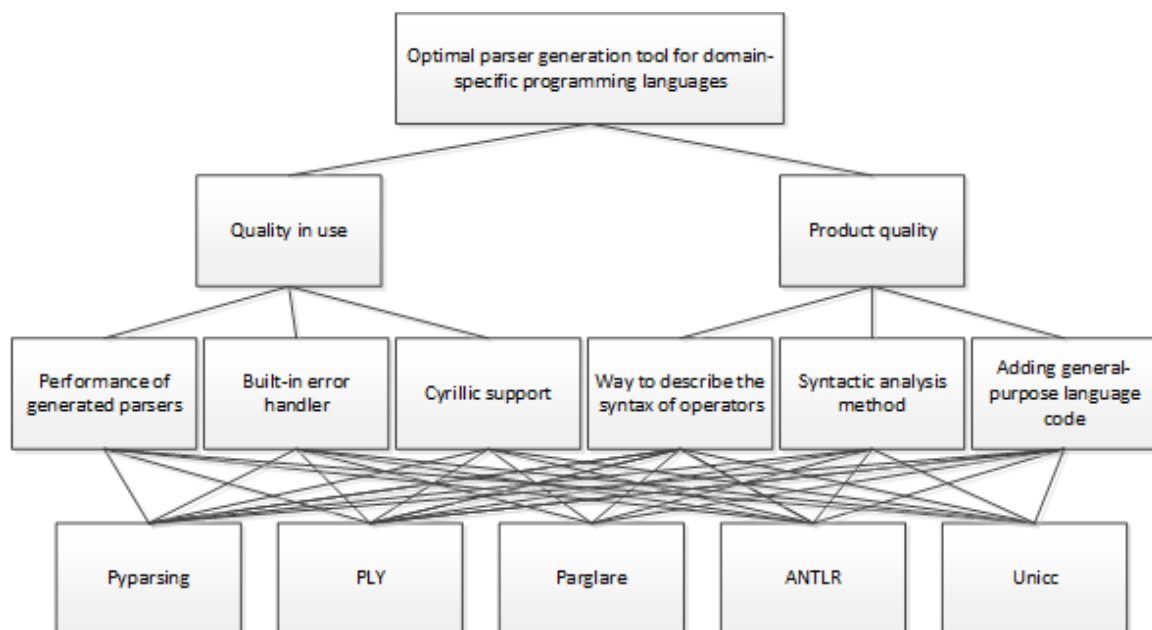 Optimal parser generation tool for domain-
specific programming languages
Quality in use
Product quality
Performance of
generated parsers
Built-in error
handler
Cyrillic support
Way to describe the
syntax of operators
Syntactic analysis
method
Adding general-
purpose language
code
Pyparsing
PLY
Parglare
ANTLR
Unicc